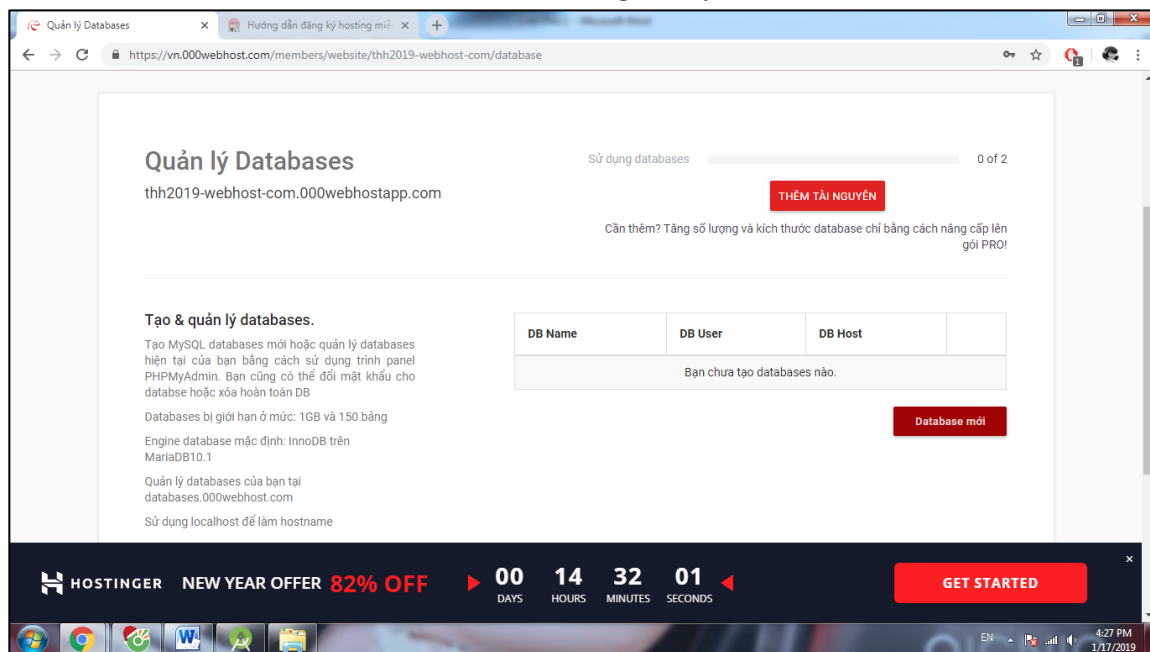 Quản lý Databases
Hướng dẫn đăng ký hosting miễ
https://vn.000webhost.com/members/website/thh2019-webhost-com/database
Quản lý Databases
thh2019-webhost-com.000webhostapp.com
Sử dụng databases
0 of 2
THÊM TÀI NGUYÊN
Cần thêm? Tăng số lượng và kích thước database chỉ bằng cách nâng cấp lên
gói PRO!
Tạo & quản lý databases.
Tạo MySQL databases mới hoặc quản lý databases
hiện tại của bạn bằng cách sử dụng trình panel
PHPMyAdmin. Bạn cũng có thể đổi mật khẩu cho
databse hoặc xóa hoàn toàn DB
Databases bị giới hạn ở mức: 1GB và 150 bảng
Engine database mặc định: InnoDB trên
MariaDB10.1
Quản lý databases của bạn tại
databases.000webhost.com
Sử dụng localhost để làm hostname
DB Name DB User DB Host
Bạn chưa tạo databases nào.
Database mới
HOSTINGER NEW YEAR OFFER 82% OFF
00 14 32 01
DAYS HOURS MINUTES SECONDS
GET STARTED
EN
4:27 PM
1/17/2019